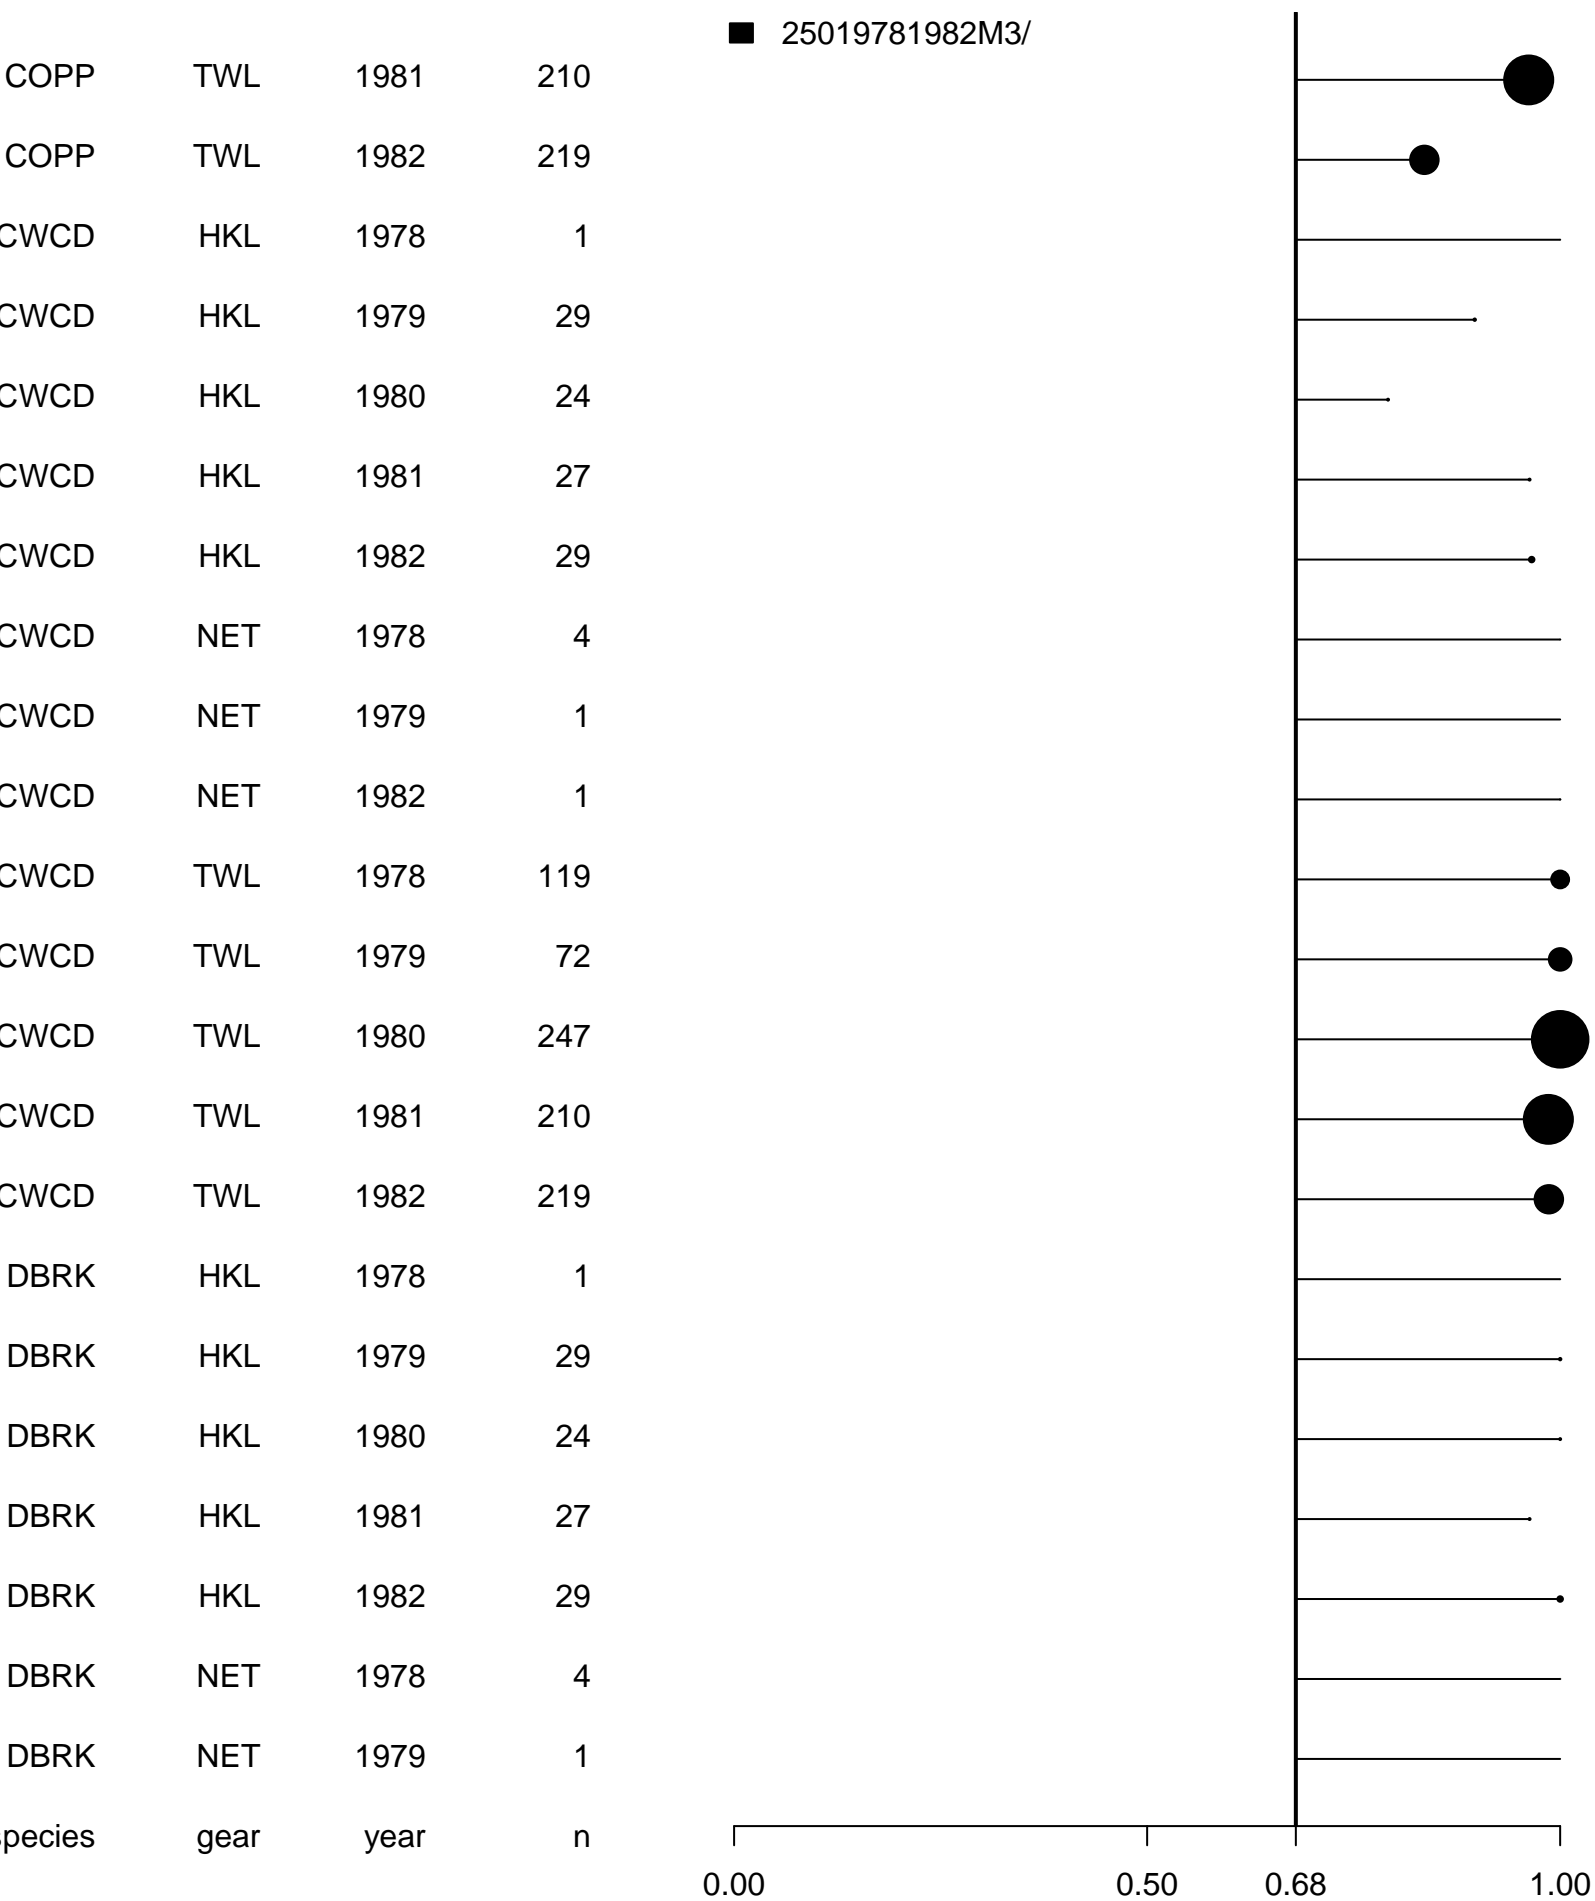 25019781982M3/
COPP TWL 1981 210
COPP TWL 1982 219
CWCD HKL 1978 1
CWCD HKL 1979 29
CWCD HKL 1980 24
CWCD HKL 1981 27
CWCD HKL 1982 29
CWCD NET 1978 4
CWCD NET 1979 1
CWCD NET 1982 1
CWCD TWL 1978 119
CWCD TWL 1979 72
CWCD TWL 1980 247
CWCD TWL 1981 210
CWCD TWL 1982 219
DBRK HKL 1978 1
DBRK HKL 1979 29
DBRK HKL 1980 24
DBRK HKL 1981 27
DBRK HKL 1982 29
DBRK NET 1978 4
DBRK NET 1979 1
species gear year n
0.00 0.50 0.68 1.00